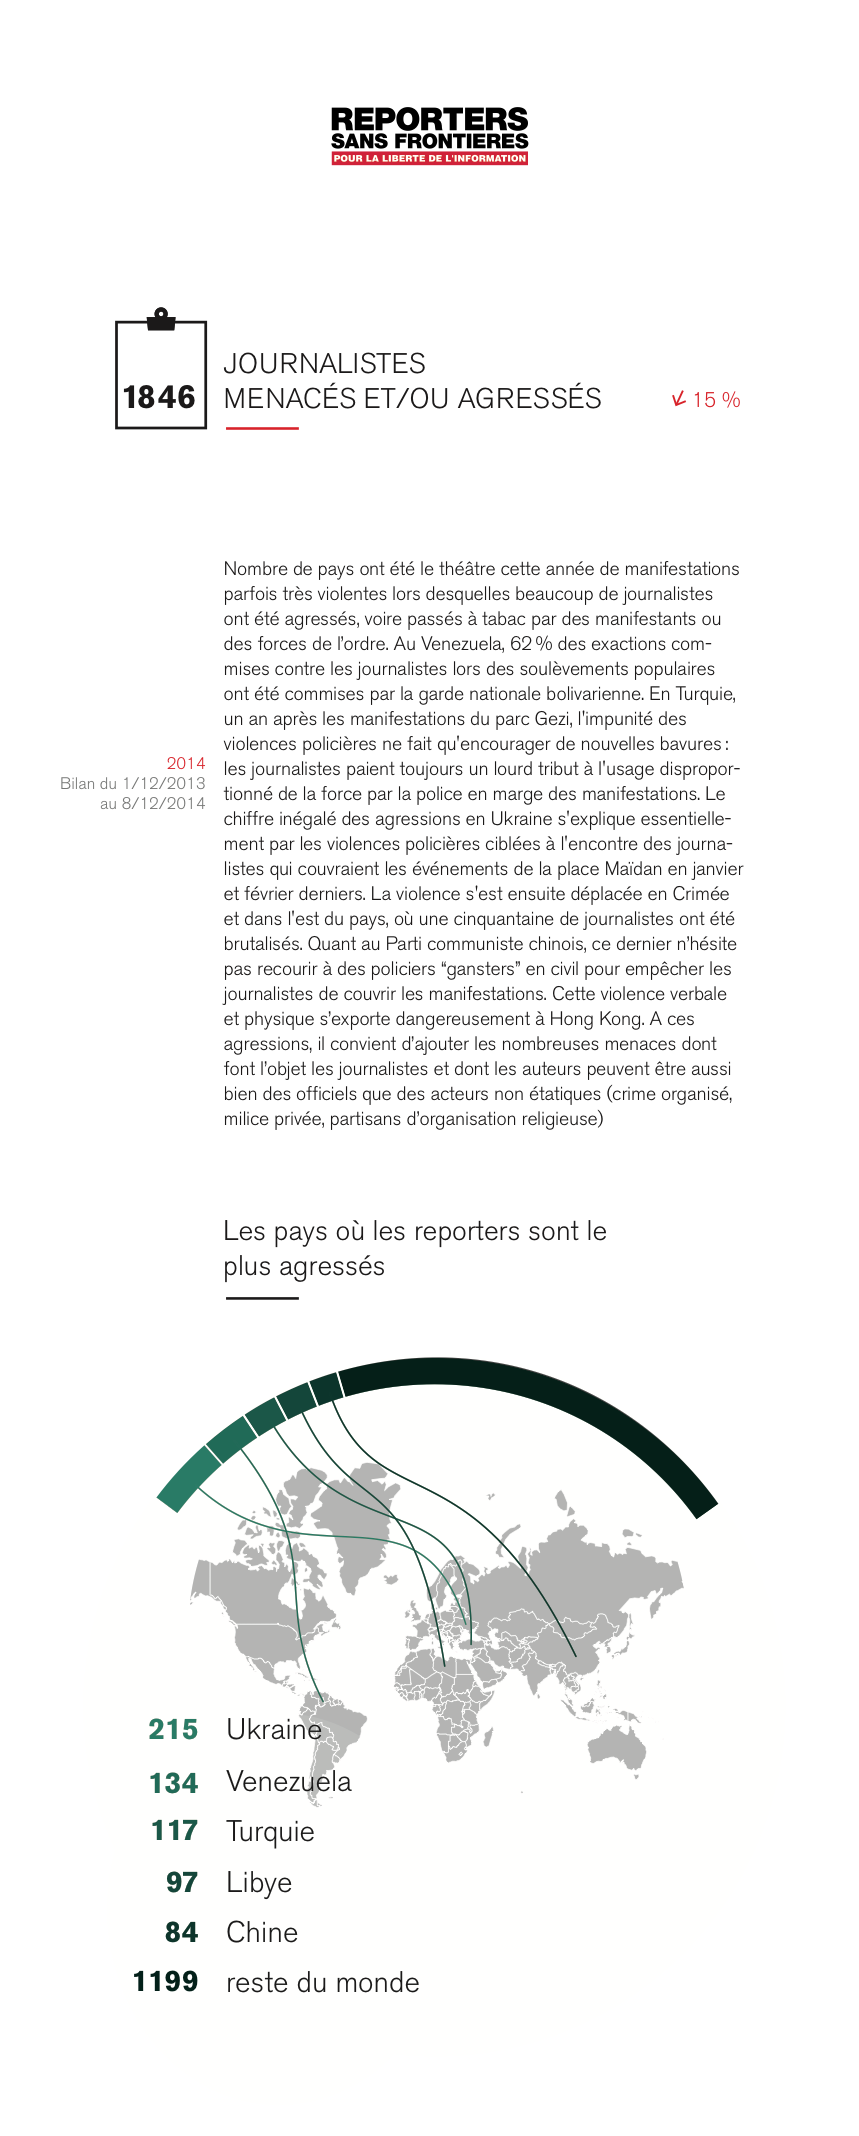 REPORTERS
SANS FRONTIERES
POUR LA LIBERTE DE L'INFORMATION
1846
JOURNALISTES
MENACÉS ET/OU AGRESSÉS
15 %
Nombre de pays ont été le théâtre cette année de manifestations
parfois très violentes lors desquelles beaucoup de journalistes
ont été agressés, voire passés à tabac par des manifestants ou
des forces de l’ordre. Au Venezuela, 62 % des exactions com-
mises contre les journalistes lors des soulèvements populaires
ont été commises par la garde nationale bolivarienne. En Turquie,
un an après les manifestations du parc Gezi, l'impunité des
violences policières ne fait qu'encourager de nouvelles bavures :
les journalistes paient toujours un lourd tribut à l'usage dispropor-
tionné de la force par la police en marge des manifestations. Le
chiffre inégalé des agressions en Ukraine s'explique essentielle-
ment par les violences policières ciblées à l'encontre des journa-
listes qui couvraient les événements de la place Maïdan en janvier
et février derniers. La violence s'est ensuite déplacée en Crimée
et dans l'est du pays, où une cinquantaine de journalistes ont été
brutalisés. Quant au Parti communiste chinois, ce dernier n’hésite
pas recourir à des policiers “gansters” en civil pour empêcher les
journalistes de couvrir les manifestations. Cette violence verbale
et physique s’exporte dangereusement à Hong Kong. A ces
agressions, il convient d’ajouter les nombreuses menaces dont
font l’objet les journalistes et dont les auteurs peuvent être aussi
bien des officiels que des acteurs non étatiques (crime organisé,
milice privée, partisans d’organisation religieuse)
2014
Bilan du 1/12/2013
au 8/12/2014
Les pays où les reporters sont le
plus agressés
215 Ukraine
134 Venezuela
117 Turquie
97 Libye
84 Chine
1199 reste du monde